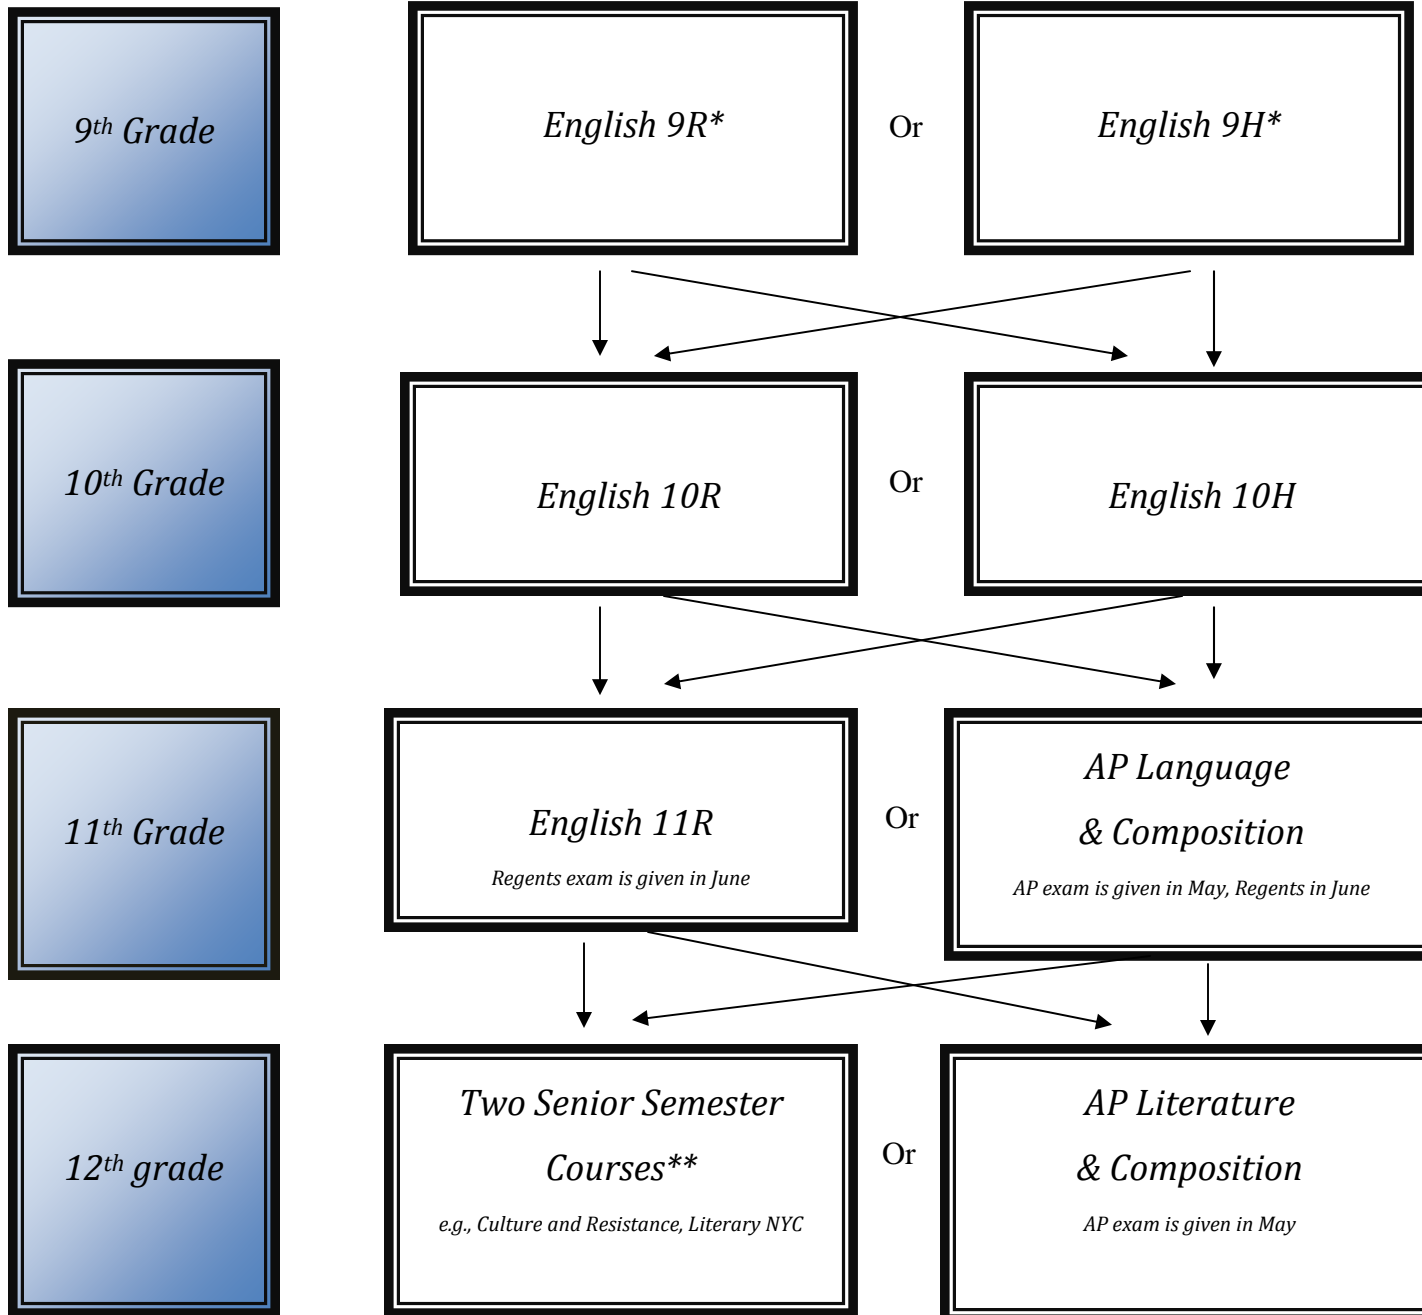 9th Grade
English 9R*
Or
English 9H*
10th Grade
English 10R
Or
English 10H
11th Grade
English 11R
Regents exam is given in June
Or
AP Language
& Composition
AP exam is given in May, Regents in June
12th grade
Two Senior Semester
Courses**
e.g., Culture and Resistance, Literary NYC
Or
AP Literature
& Composition
AP exam is given in May